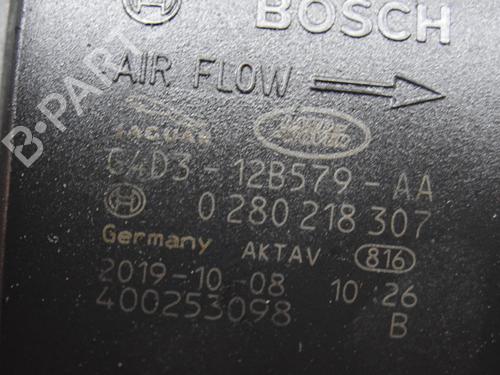 BOSCH
AIR FLOW
JAGUAR
LAND ROVER
G4D3-12B579-AA
0 280 218 307
Germany AKTAV 816
2019-10-08 10:26
400253098 B
B-PARTS